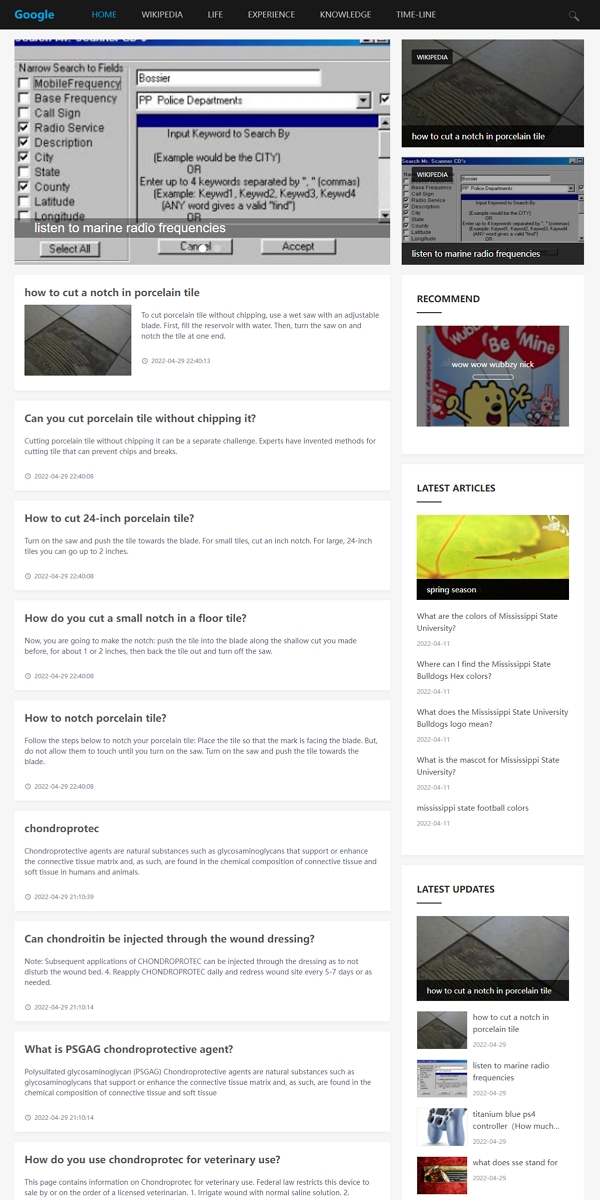 Google
HOME WIKIPEDIA LIFE EXPERIENCE KNOWLEDGE TIME-LINE
Narrow Search to Fields
MobileFrequency
Base Frequency
Call Sign
Radio Service
Description
City
State
County
Latitude
Longitude
Select All
Bossier
PP Police Departments
Input Keyword to Search By
(Example would be the CITY)
OR
Enter up to 4 keywords separated by ", " (commas)
(Example: Keywd1, Keywd2, Keywd3, Keywd4
(ANY word gives a valid "find")
OR
Cancel
Accept
listen to marine radio frequencies
WIKIPEDIA
how to cut a notch in porcelain tile
WIKIPEDIA
listen to marine radio frequencies
how to cut a notch in porcelain tile
To cut porcelain tile without chipping, use a wet saw with an adjustable
blade. First, fill the reservoir with water. Then, turn the saw on and
notch the tile at one end.
2022-04-29 22:40:13
Can you cut porcelain tile without chipping it?
Cutting porcelain tile without chipping it can be a separate challenge. Experts have invented methods for
cutting tile that can prevent chips and breaks.
2022-04-29 22:40:08
How to cut 24-inch porcelain tile?
Turn on the saw and push the tile towards the blade. For small tiles, cut an inch notch. For large, 24-inch
tiles you can go up to 2 inches.
2022-04-29 22:40:08
How do you cut a small notch in a floor tile?
Now, you are going to make the notch: push the tile into the blade along the shallow cut you made
before, for about 1 or 2 inches, then back the tile out and turn off the saw.
2022-04-29 22:40:08
How to notch porcelain tile?
Follow the steps below to notch your porcelain tile: Place the tile so that the mark is facing the blade. But,
do not allow them to touch until you turn on the saw. Turn on the saw and push the tile towards the
blade.
2022-04-29 22:40:08
chondroprotec
Chondroprotective agents are natural substances such as glycosaminoglycans that support or enhance
the connective tissue matrix and, as such, are found in the chemical composition of connective tissue and
soft tissue in humans and animals.
2022-04-29 21:10:39
Can chondroitin be injected through the wound dressing?
Note: Subsequent applications of CHONDROPROTEC can be injected through the dressing as to not
disturb the wound bed. 4. Reapply CHONDROPROTEC daily and redress wound site every 5-7 days or as
needed.
2022-04-29 21:10:14
What is PSGAG chondroprotective agent?
Polysulfated glycosaminoglycan (PSGAG) Chondroprotective agents are natural substances such as
glycosaminoglycans that support or enhance the connective tissue matrix and, as such, are found in the
chemical composition of connective tissue and soft tissue
2022-04-29 21:10:14
How do you use chondroprotec for veterinary use?
This page contains information on Chondroprotec for veterinary use. Federal law restricts this device to
sale by or on the order of a licensed veterinarian. 1. Irrigate wound with normal saline solution. 2.
RECOMMEND
Be Mine
wow wow wubbzy nick
LATEST ARTICLES
spring season
What are the colors of Mississippi State
University?
2022-04-11
Where can I find the Mississippi State
Bulldogs Hex colors?
2022-04-11
What does the Mississippi State University
Bulldogs logo mean?
2022-04-11
What is the mascot for Mississippi State
University?
2022-04-11
mississippi state football colors
2022-04-11
LATEST UPDATES
how to cut a notch in porcelain tile
how to cut a notch in
porcelain tile
2022-04-29
listen to marine radio
frequencies
2022-04-29
titanium blue ps4
controller（How much...
2022-04-29
what does sse stand for
2022-04-29